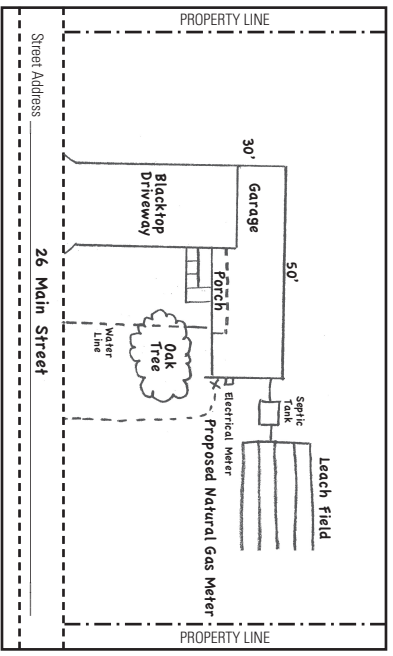 PROPERTY LINE
50'
30'
Garage
Blacktop
Driveway
Porch
Oak
Tree
Water
Line
Septic
Tank
Leach Field
Electrical Meter
X
Proposed Natural Gas Meter
Street Address
26 Main Street
PROPERTY LINE